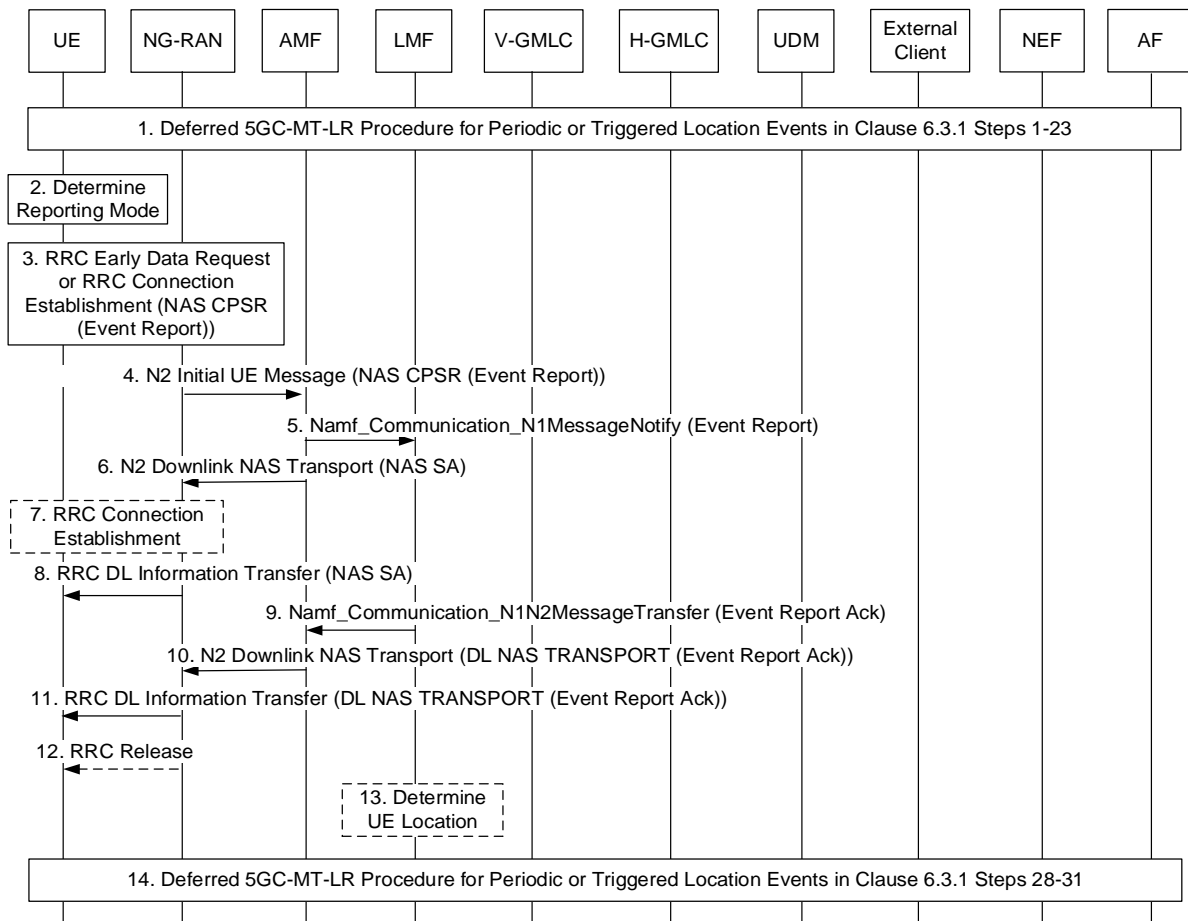 UE
NG-RAN
AMF
LMF
V-GMLC
H-GMLC
UDM
External
Client
NEF
AF
1. Deferred 5GC-MT-LR Procedure for Periodic or Triggered Location Events in Clause 6.3.1 Steps 1-23
2. Determine
Reporting Mode
3. RRC Early Data Request
or RRC Connection
Establishment (NAS CPSR
(Event Report))
4. N2 Initial UE Message (NAS CPSR (Event Report))
5. Namf_Communication_N1MessageNotify (Event Report)
6. N2 Downlink NAS Transport (NAS SA)
7. RRC Connection
Establishment
8. RRC DL Information Transfer (NAS SA)
9. Namf_Communication_N1N2MessageTransfer (Event Report Ack)
10. N2 Downlink NAS Transport (DL NAS TRANSPORT (Event Report Ack))
11. RRC DL Information Transfer (DL NAS TRANSPORT (Event Report Ack))
12. RRC Release
13. Determine
UE Location
14. Deferred 5GC-MT-LR Procedure for Periodic or Triggered Location Events in Clause 6.3.1 Steps 28-31